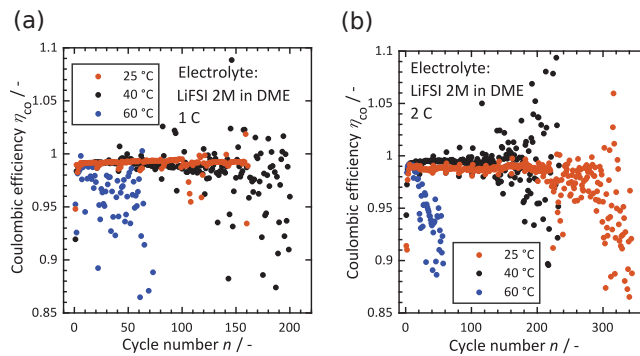 (a)
Coulombic efficiency ηco / -
1.1
1.05
1
0.95
0.9
0.85
25 °C
40 °C
60 °C
Electrolyte:
LiFSI 2M in DME
1 C
0
50
100
150
200
Cycle number n / -
(b)
Coulombic efficiency ηco / -
1.1
1.05
1
0.95
0.9
0.85
Electrolyte:
LiFSI 2M in DME
2 C
25 °C
40 °C
60 °C
0
100
200
300
Cycle number n / -